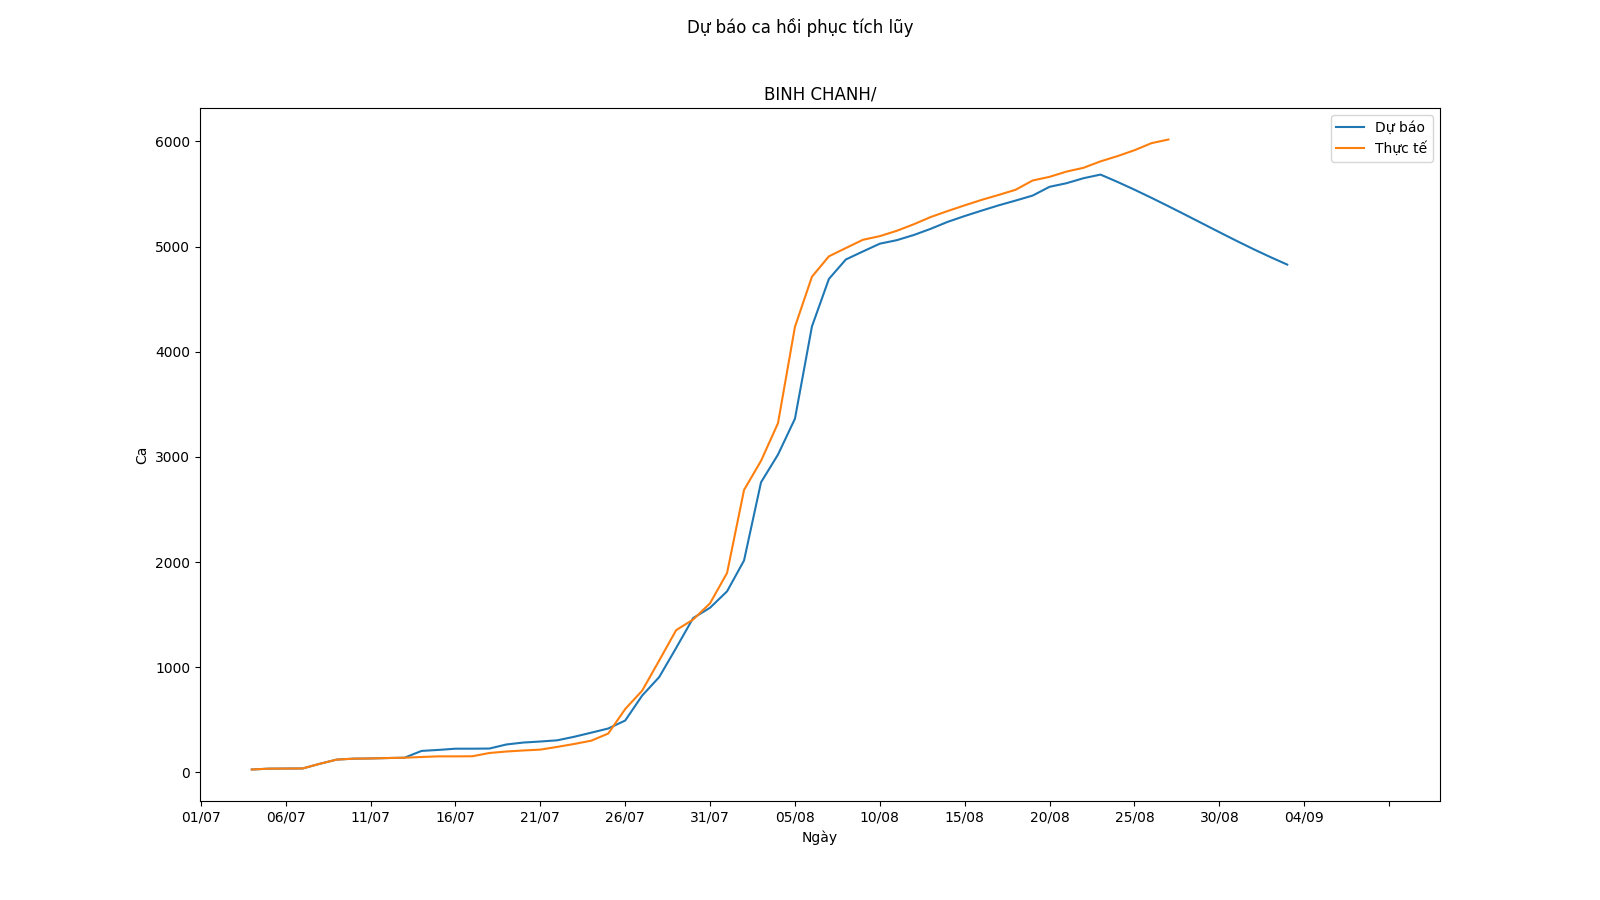 Dự báo ca hồi phục tích lũy
BINH CHANH/
Dự báo
Thực tế
6000
5000
4000
3000
2000
1000
0
Ca
01/07 06/07 11/07 16/07 21/07 26/07 31/07 05/08 10/08 15/08 20/08 25/08 30/08 04/09
Ngày